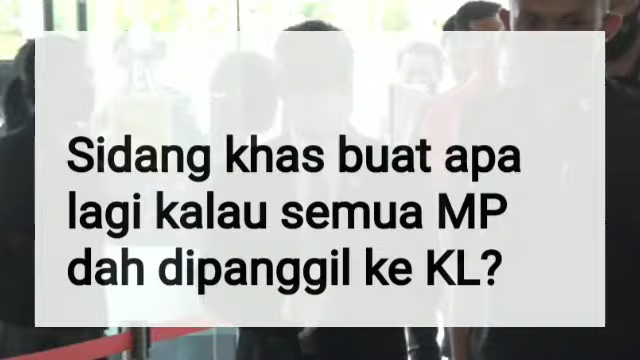 Sidang khas buat apa
lagi kalau semua MP
dah dipanggil ke KL?